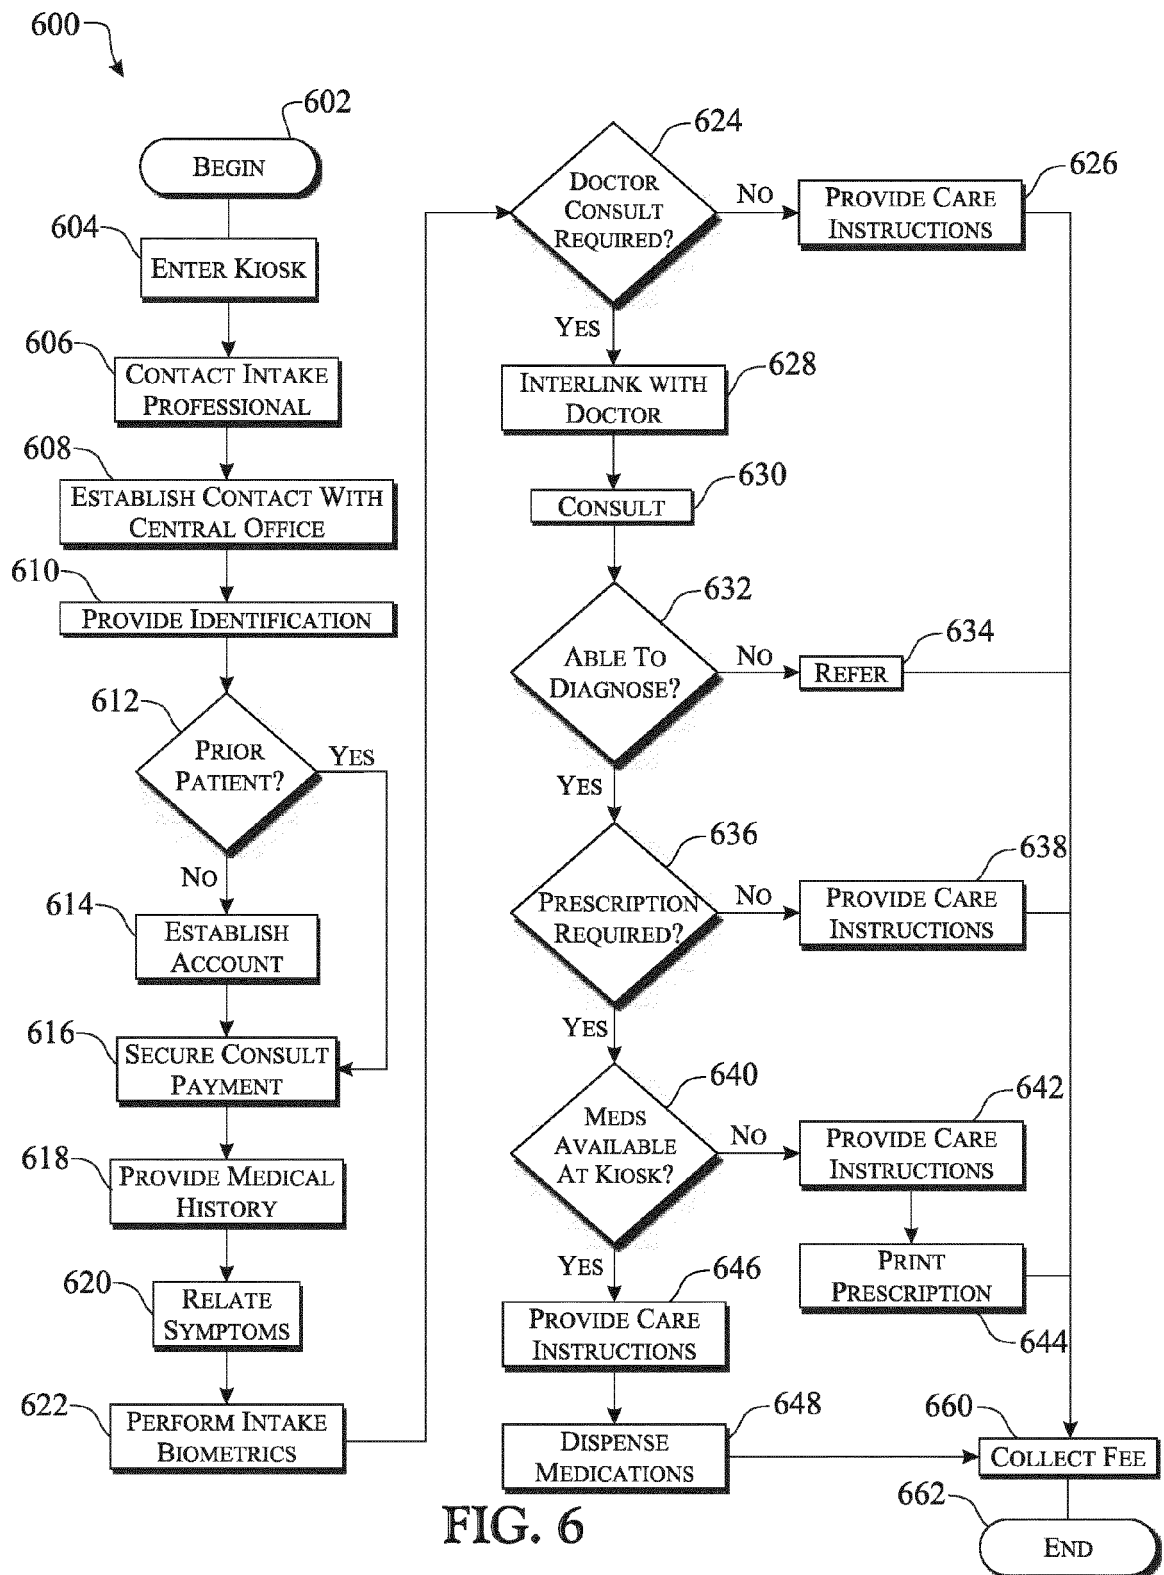 600
602
BEGIN
604
ENTER KIOSK
606
CONTACT INTAKE
PROFESSIONAL
608
ESTABLISH CONTACT WITH
CENTRAL OFFICE
610
PROVIDE IDENTIFICATION
612
PRIOR
PATIENT?
YES
NO
614
ESTABLISH
ACCOUNT
616
SECURE CONSULT
PAYMENT
618
PROVIDE MEDICAL
HISTORY
620
RELATE
SYMPTOMS
622
PERFORM INTAKE
BIOMETRICS
624
DOCTOR
CONSULT
REQUIRED?
NO
626
PROVIDE CARE
INSTRUCTIONS
YES
628
INTERLINK WITH
DOCTOR
630
CONSULT
632
ABLE TO
DIAGNOSE?
NO
634
REFER
YES
636
PRESCRIPTION
REQUIRED?
NO
638
PROVIDE CARE
INSTRUCTIONS
YES
640
MEDS
AVAILABLE
AT KIOSK?
NO
642
PROVIDE CARE
INSTRUCTIONS
PRINT
PRESCRIPTION
644
YES
646
PROVIDE CARE
INSTRUCTIONS
648
DISPENSE
MEDICATIONS
660
COLLECT FEE
662
END
FIG. 6